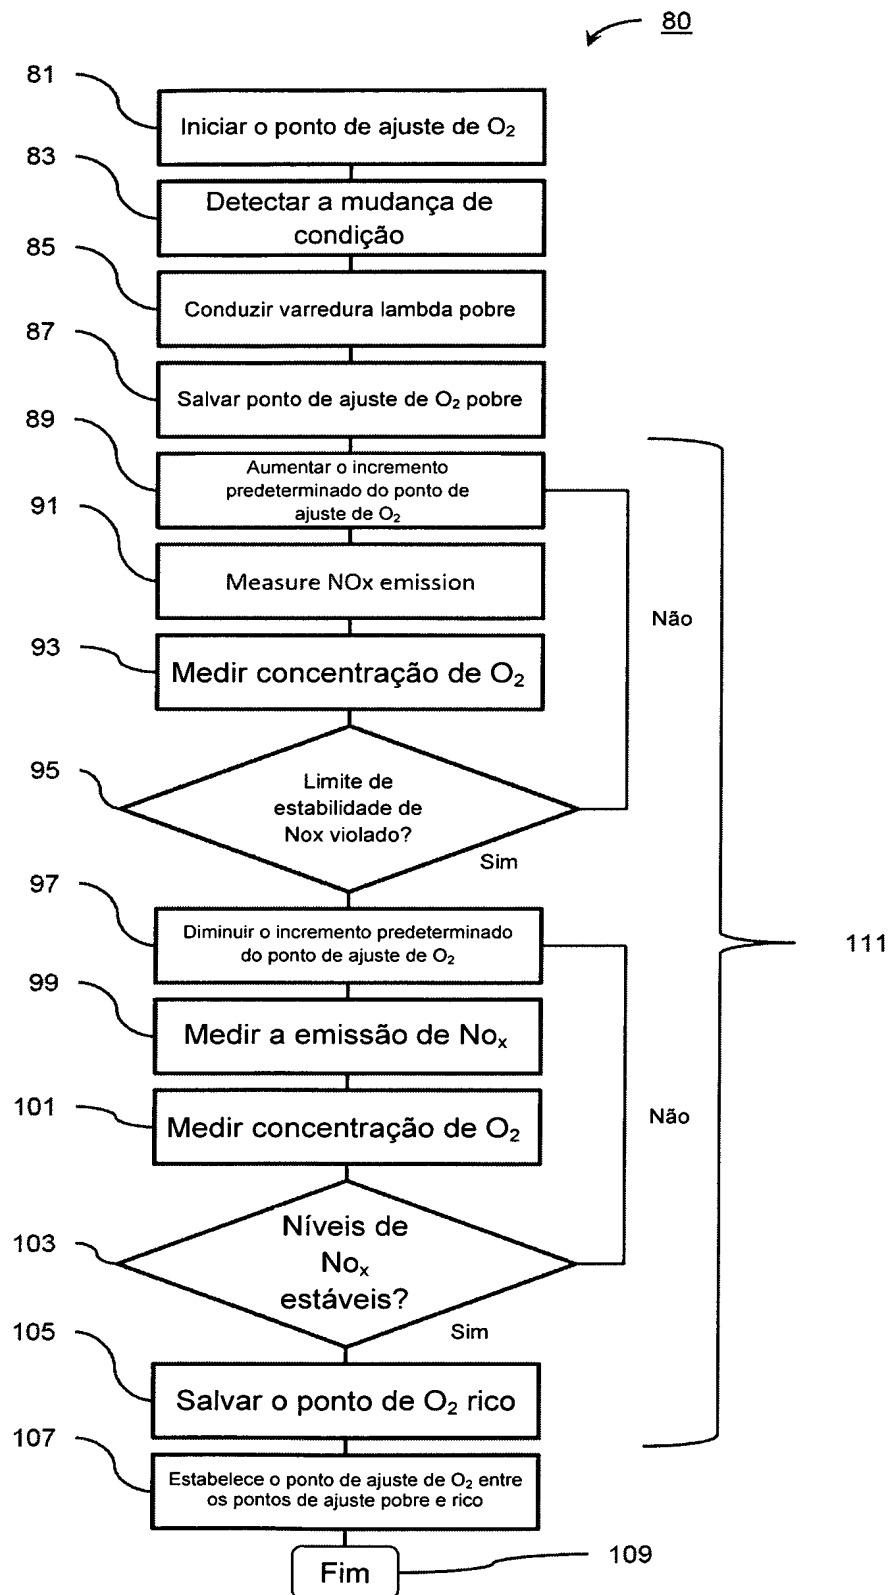 80
81
Iniciar o ponto de ajuste de O₂
83
Detectar a mudança de
condição
85
Conduzir varredura lambda pobre
87
Salvar ponto de ajuste de O₂ pobre
89
Aumentar o incremento
predeterminado do ponto de
ajuste de O₂
91
Measure NOx emission
Não
93
Medir concentração de O₂
95
Limite de
estabilidade de
Nox violado?
Sim
97
Diminuir o incremento predeterminado
do ponto de ajuste de O₂
111
99
Medir a emissão de Noₓ
101
Medir concentração de O₂
Não
103
Níveis de
Noₓ
estáveis?
Sim
105
Salvar o ponto de O₂ rico
107
Estabelece o ponto de ajuste de O₂ entre
os pontos de ajuste pobre e rico
Fim
109